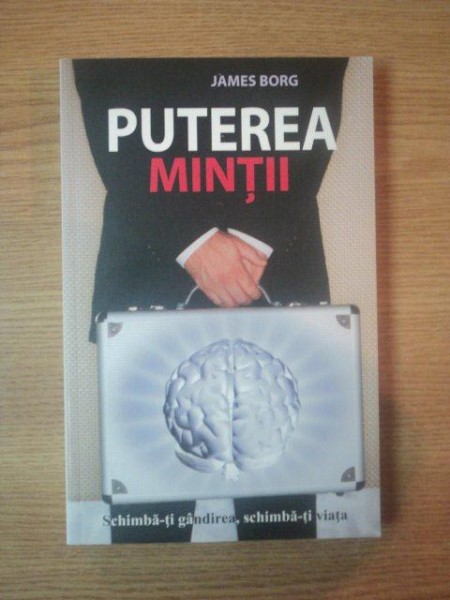 JAMES BORG
PUTEREA
MINȚII
Schimbă-ți gândirea, schimbă-ți viața